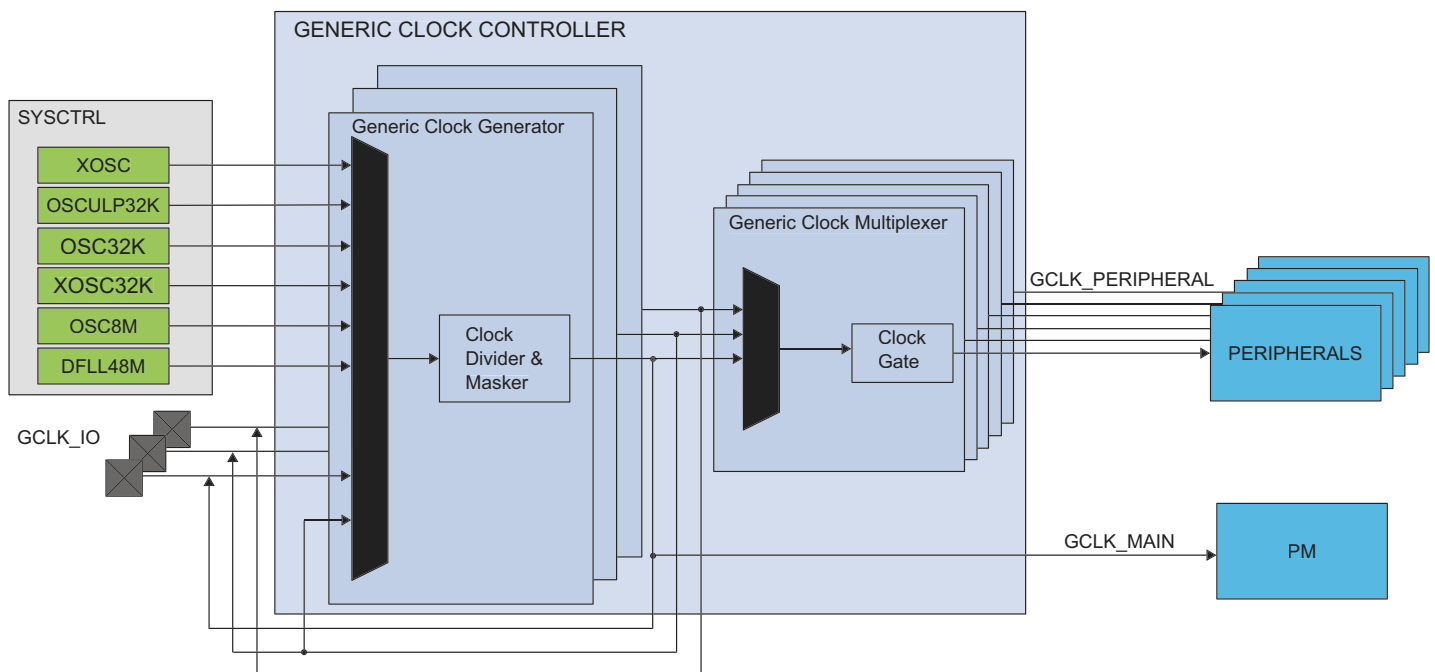 GENERIC CLOCK CONTROLLER
SYSCTRL
XOSC
OSCULP32K
OSC32K
XOSC32K
OSC8M
DFLL48M
GCLK_IO
Generic Clock Generator
Clock
Divider &
Masker
Generic Clock Multiplexer
Clock
Gate
GCLK_PERIPHERAL
PERIPHERALS
GCLK_MAIN
PM